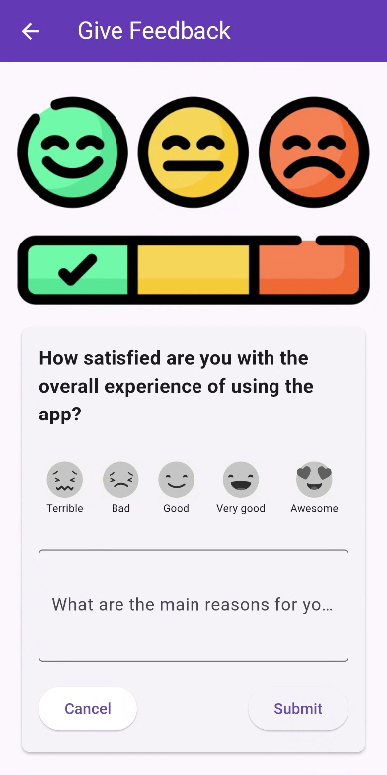 Give Feedback
How satisfied are you with the
overall experience of using the
app?
Terrible
Bad
Good
Very good
Awesome
What are the main reasons for yo...
Cancel
Submit